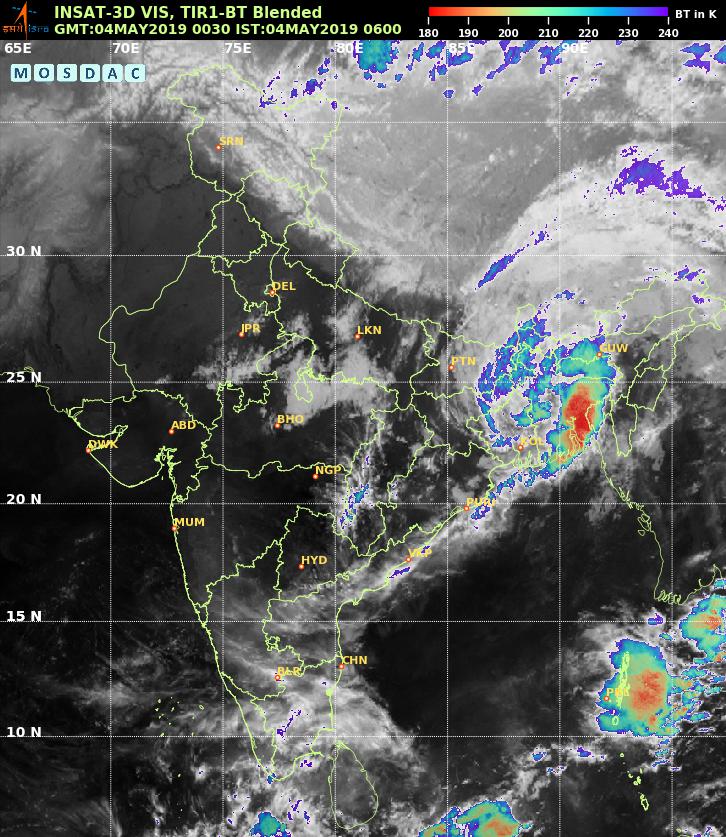 INSAT-3D VIS, TIR1-BT Blended
GMT:04MAY2019 0030 IST:04MAY2019 0600
BT in K
180 190 200 210 220 230 240
65E 70E 75E 80E 85E 90E
MOSDAC
SRN
30 N
DEL
JPR LKN
GUW
PTN
25 N
ABD BHO
DWK KOL
NGP
20 N PURI
MUM
HYD
15 N
CHN
BLR
10 N